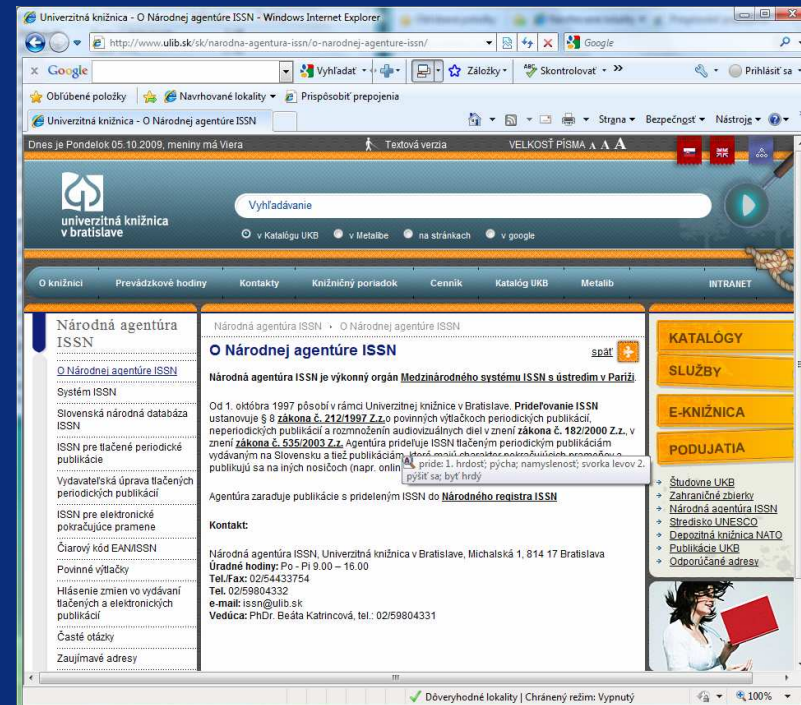 Univerzitná knižnica - O Národnej agentúre ISSN - Windows Internet Explorer
http://www.ulib.sk/sk/narodna-agentura-issn/o-narodnej-agenture-issn/
Google
x Google Vyhľadať Záložky Skontrolovať » Prihlásiť sa
Obľúbené položky Navrhované lokality Prispôsobiť prepojenia
Univerzitná knižnica - O Národnej agentúre ISSN
Strana Bezpečnosť Nástroje
Dnes je Pondelok 05.10.2009, meniny má Viera Textová verzia VEĽKOSŤ PÍSMA A A A
univerzitná knižnica
v bratislave
Vyhľadávanie
v Katalógu UKB v Metalibe na stránkach v google
O knižnici Prevádzkové hodiny Kontakty Knižničný poriadok Cenník Katalóg UKB Metalib INTRANET
Národná agentúra
ISSN
O Národnej agentúre ISSN
Systém ISSN
Slovenská národná databáza
ISSN
ISSN pre tlačené periodické
publikácie
Vydavateľská úprava tlačených
periodických publikácií
ISSN pre elektronické
pokračujúce pramene
Čiarový kód EAN/ISSN
Povinné výtlačky
Hlásenie zmien vo vydávaní
tlačených a elektronických
publikácií
Časté otázky
Zaujímavé adresy
Národná agentúra ISSN • O Národnej agentúre ISSN
O Národnej agentúre ISSN
späť
Národná agentúra ISSN je výkonný orgán Medzinárodného systému ISSN s ústredím v Paríži.
Od 1. októbra 1997 pôsobí v rámci Univerzitnej knižnice v Bratislave. Prideľovanie ISSN
ustanovuje § 8 zákona č. 212/1997 Z.z.o povinných výtlačkoch periodických publikácií,
neperiodických publikácií a rozmnoženín audiovizuálnych diel v znení zákona č. 182/2000 Z.z., v
znení zákona č. 535/2003 Z.z. Agentúra prideľuje ISSN tlačeným periodickým publikáciám
vydávaným na Slovensku a tiež publikáciám, ktoré majú charakter pokračujúcich prameňov a
publikujú sa na iných nosičoch (napr. onlin
pride: 1. hrdosť; pýcha; namyslenosť; svorka levov 2.
pýšiť sa; byť hrdý
Agentúra zaraďuje publikácie s prideleným ISSN do Národného registra ISSN
Kontakt:
Národná agentúra ISSN, Univerzitná knižnica v Bratislave, Michalská 1, 814 17 Bratislava
Úradné hodiny: Po - Pi 9.00 – 16.00
Tel./Fax: 02/54433754
Tel. 02/59804332
e-mail: issn@ulib.sk
Vedúca: PhDr. Beáta Katrincová, tel.: 02/59804331
KATALÓGY
SLUŽBY
E-KNIŽNICA
PODUJATIA
Študovne UKB
Zahraničné zbierky
Národná agentúra ISSN
Stredisko UNESCO
Depozitná knižnica NATO
Publikácie UKB
Odporúčané adresy
Dôveryhodné lokality | Chránený režim: Vypnutý 100%